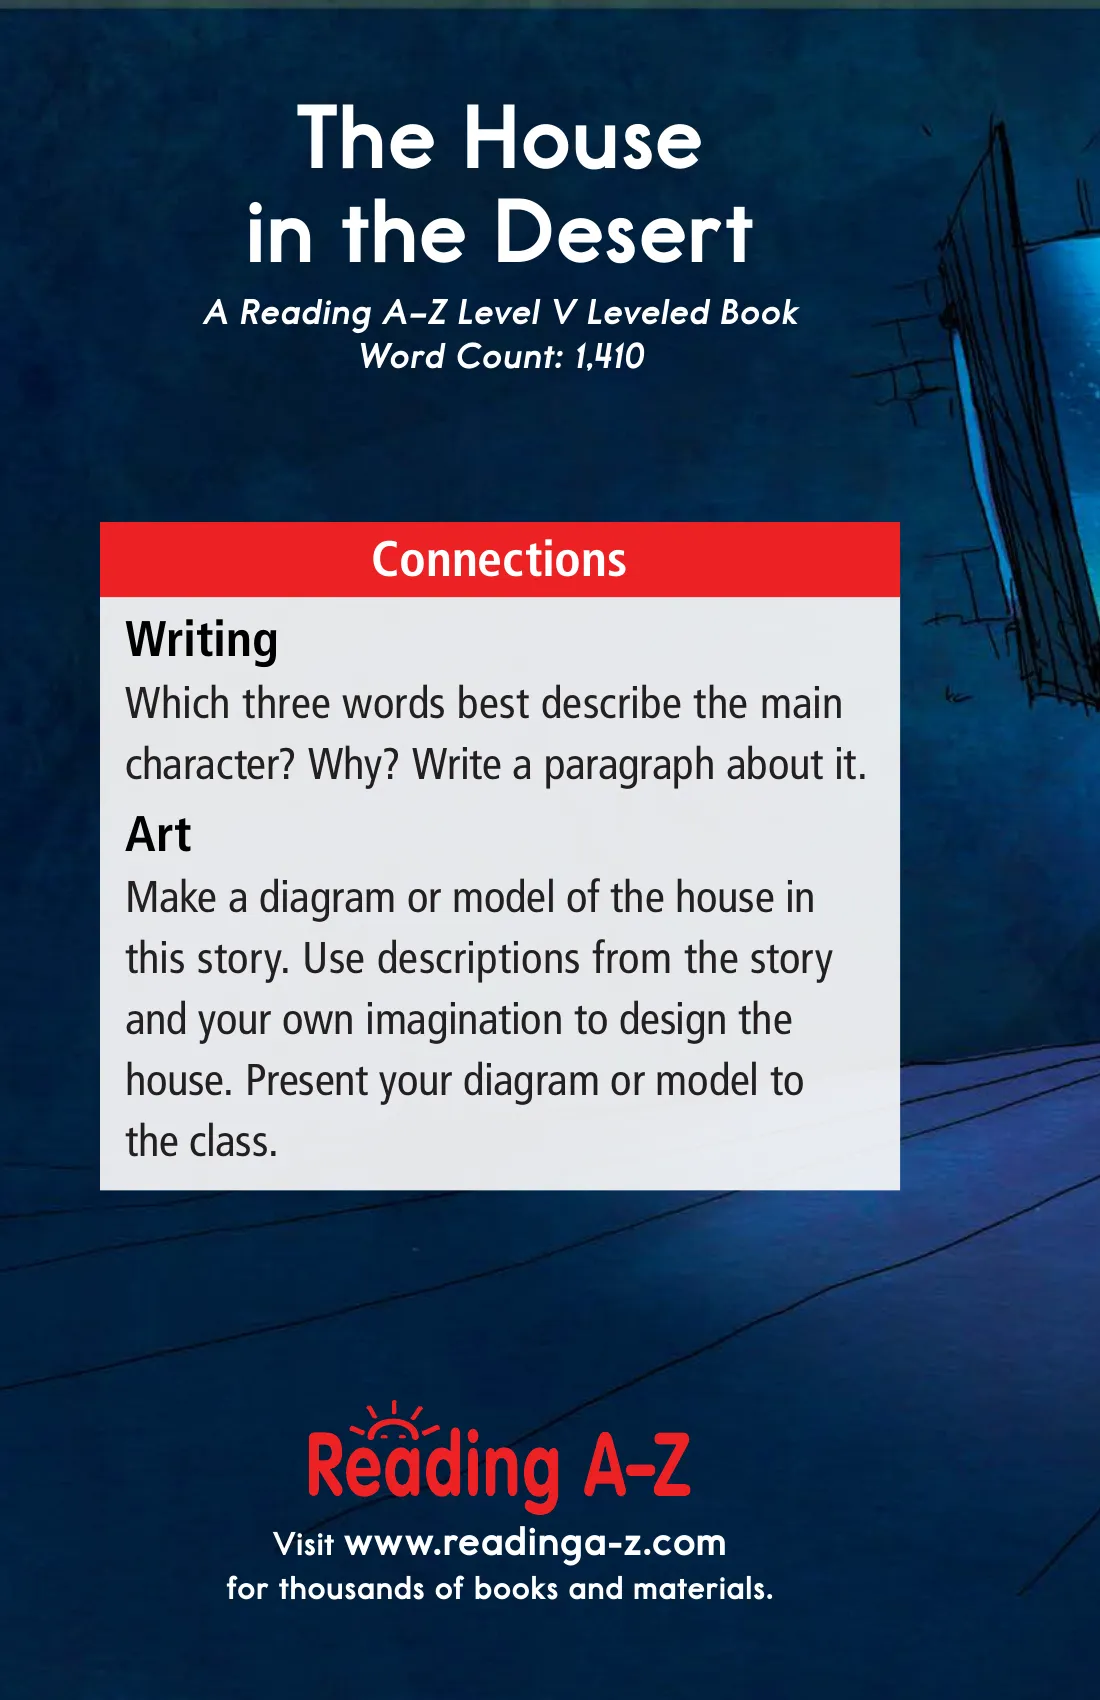 The House
in the Desert
A Reading A–Z Level V Leveled Book
Word Count: 1,410
Connections
Writing
Which three words best describe the main
character? Why? Write a paragraph about it.
Art
Make a diagram or model of the house in
this story. Use descriptions from the story
and your own imagination to design the
house. Present your diagram or model to
the class.
Reading A–Z
Visit www.readinga-z.com
for thousands of books and materials.